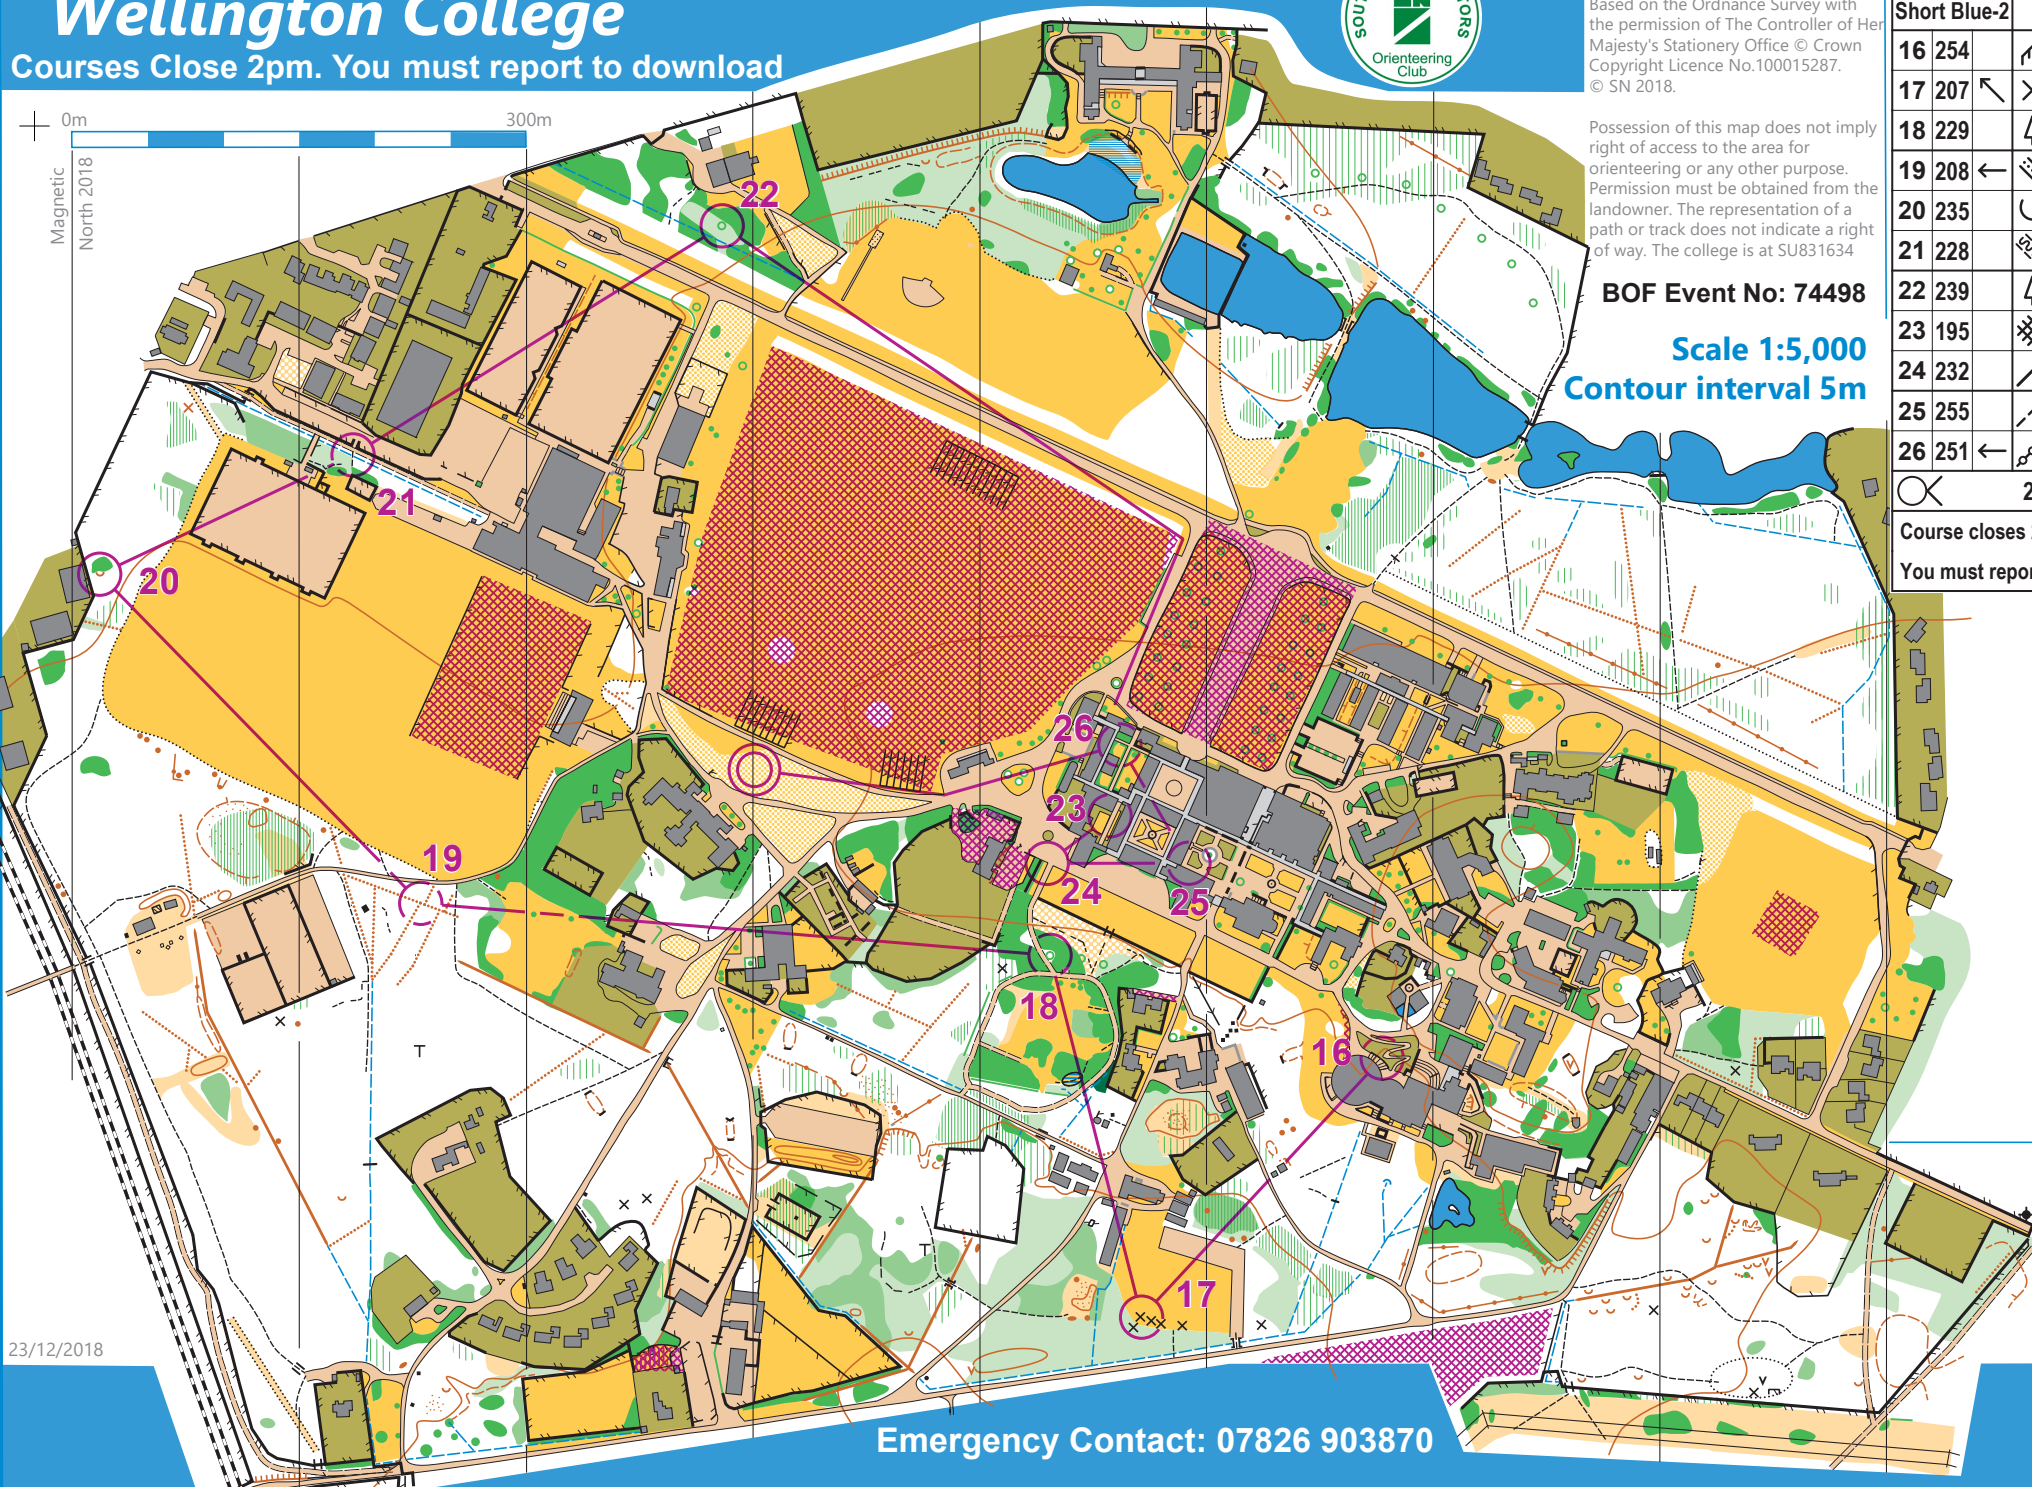 Wellington College
Courses Close 2pm. You must report to download
0m
300m
Magnetic
North 2018
Orienteering
Club
Based on the Ordnance Survey with
the permission of The Controller of Her
Majesty's Stationery Office © Crown
Copyright Licence No.100015287.
© SN 2018.
Possession of this map does not imply
right of access to the area for
orienteering or any other purpose.
Permission must be obtained from the
landowner. The representation of a
path or track does not indicate a right
of way. The college is at SU831634
BOF Event No: 74498
Scale 1:5,000
Contour interval 5m
Short Blue-2
16 254
17 207
18 229
19 208
20 235
21 228
22 239
23 195
24 232
25 255
26 251
2
Course closes
You must repor
22
21
20
19
26
23
24
25
18
16
17
23/12/2018
Emergency Contact: 07826 903870